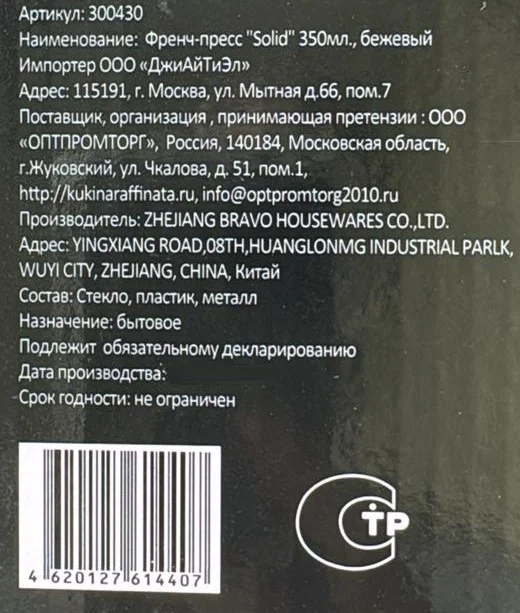 Артикул: 300430
Наименование: Френч-пресс "Solid" 350мл., бежевый
Импортер ООО «ДжиАйТиЭл»
Адрес: 115191, г. Москва, ул. Мытная д.66, пом.7
Поставщик, организация , принимающая претензии : ООО
«ОПТПРОМТОРГ», Россия, 140184, Московская область,
г.Жуковский, ул. Чкалова, д. 51, пом.1,
http://kukinaraffinata.ru, info@optpromtorg2010.ru
Производитель: ZHEJIANG BRAVO HOUSEWARES CO.,LTD.
Адрес: YINGXIANG ROAD,08TH,HUANGLONMG INDUSTRIAL PARLK,
WUYI CITY, ZHEJIANG, CHINA, Китай
Состав: Стекло, пластик, металл
Назначение: бытовое
Подлежит обязательному декларированию
Дата производства:
Срок годности: не ограничен
4 620127 614407
СТР